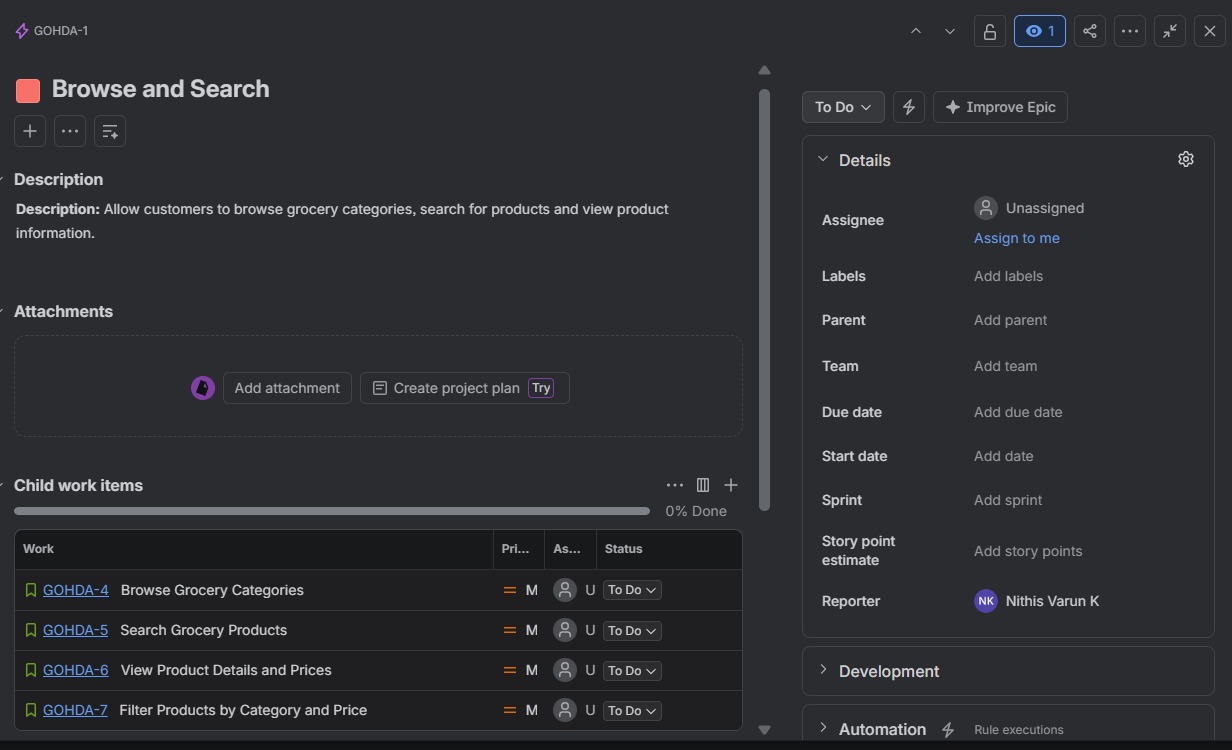 GOHDA-1
1
Browse and Search
Description
Description: Allow customers to browse grocery categories, search for products and view product
information.
Attachments
Add attachment
Create project plan Try
Child work items
0% Done
Work Pri... As... Status
GOHDA-4 Browse Grocery Categories M U To Do
GOHDA-5 Search Grocery Products M U To Do
GOHDA-6 View Product Details and Prices M U To Do
GOHDA-7 Filter Products by Category and Price M U To Do
To Do
Improve Epic
Details
Assignee Unassigned
Assign to me
Labels Add labels
Parent Add parent
Team Add team
Due date Add due date
Start date Add date
Sprint Add sprint
Story point
estimate Add story points
Reporter NK Nithis Varun K
Development
Automation Rule executions